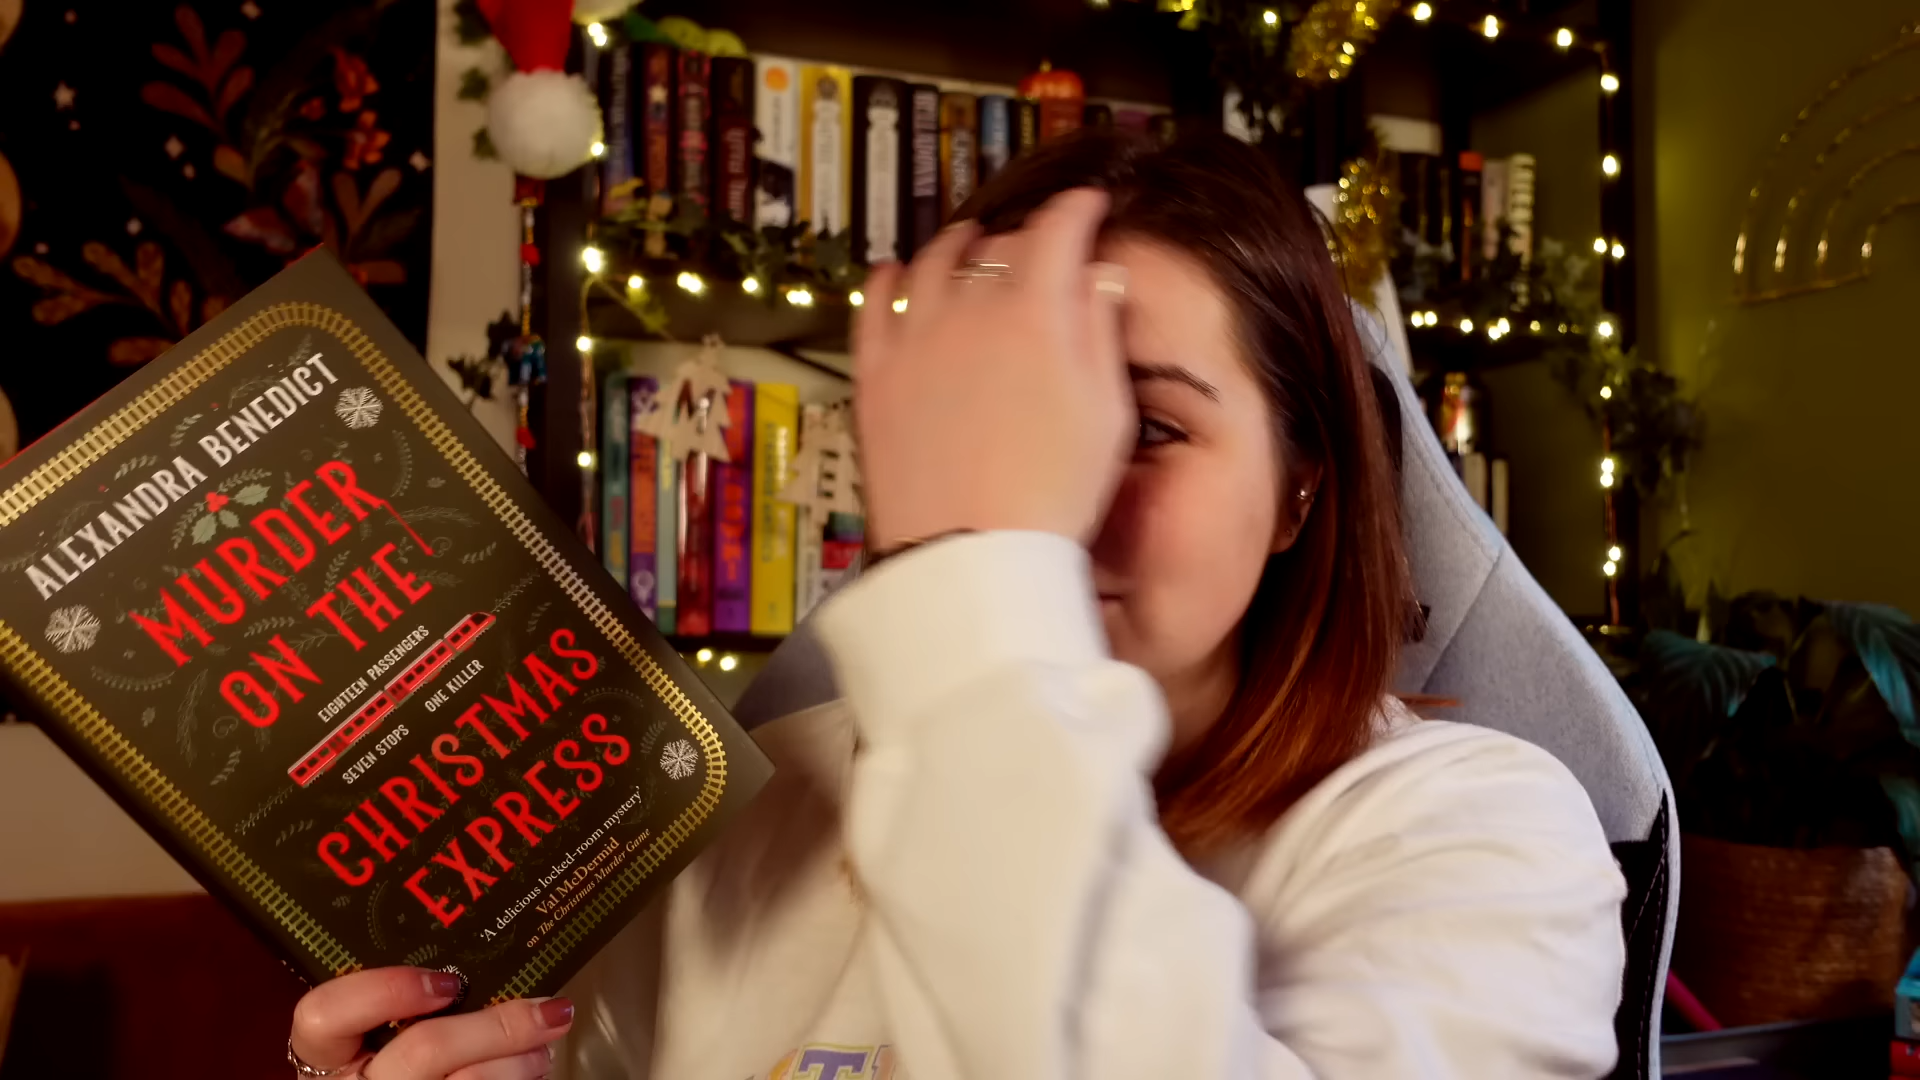 ALEXANDRA BENEDICT
MURDER
ON THE
EIGHTEEN PASSENGERS
SEVEN STOPS ONE KILLER
CHRISTMAS
EXPRESS
'A delicious locked-room mystery'
Val McDermid
on The Christmas Murder Game